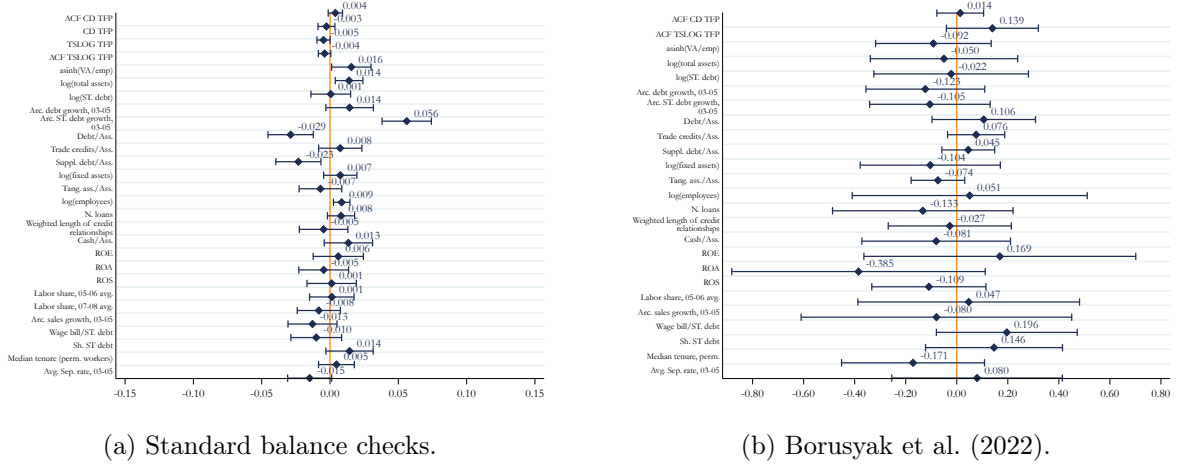 ACF CD TFP
CD TFP
TSLOG TFP
ACF TSLOG TFP
asinh(VA/emp)
log(total assets)
log(ST. debt)
Arc. debt growth, 03-05
Arc. ST. debt growth,
03-05
Debt/Ass.
Trade credits/Ass.
Suppl. debt/Ass.
log(fixed assets)
Tang. ass./Ass.
log(employees)
N. loans
Weighted length of credit
relationships
Cash/Ass.
ROE
ROA
ROS
Labor share, 05-06 avg.
Labor share, 07-08 avg.
Arc. sales growth, 03-05
Wage bill/ST. debt
Sh. ST debt
Median tenure (perm. workers)
Avg. Sep. rate, 03-05
0.004
-0.003
-0.005
-0.004
0.016
0.014
0.001
0.014
0.056
-0.029
0.008
-0.023
0.007
-0.007
0.009
0.008
-0.005
0.013
0.006
-0.005
0.001
0.001
-0.008
-0.013
-0.010
0.014
0.005
-0.015
-0.15
-0.10
-0.05
0.00
0.05
0.10
0.15
(a) Standard balance checks.
ACF CD TFP
ACF TSLOG TFP
asinh(VA/emp)
log(total assets)
log(ST. debt)
Arc. debt growth, 03-05
Arc. ST. debt growth,
03-05
Debt/Ass.
Trade credits/Ass.
Suppl. debt/Ass.
log(fixed assets)
Tang. ass./Ass.
log(employees)
N. loans
Weighted length of credit
relationships
Cash/Ass.
ROE
ROA
ROS
Labor share, 05-06 avg.
Arc. sales growth, 03-05
Wage bill/ST. debt
Sh. ST debt
Median tenure, perm.
Avg. Sep. rate, 03-05
0.014
0.139
-0.092
-0.050
-0.022
-0.123
-0.105
0.106
0.076
0.045
-0.104
-0.074
0.051
-0.133
-0.027
-0.081
0.169
-0.385
-0.109
0.047
-0.080
0.196
0.146
-0.171
0.080
-0.80
-0.60
-0.40
-0.20
0.00
0.20
0.40
0.60
0.80
(b) Borusyak et al. (2022).